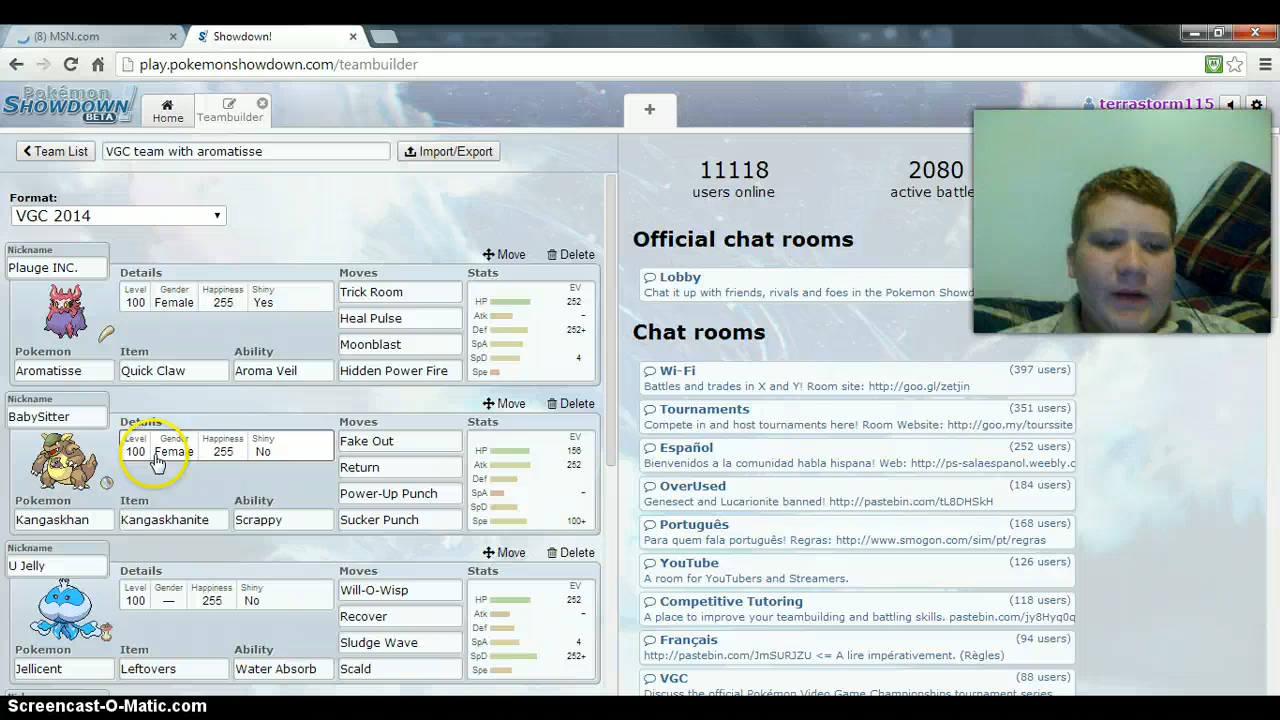 (8) MSN.com
Showdown!
play.pokemonshowdown.com/teambuilder
Pokémon
SHOWDOWN!
BETA
Home
Teambuilder
+
terrastorm115
Team List
VGC team with aromatisse
Import/Export
11118
users online
2080
active battle
Format:
VGC 2014
Official chat rooms
Lobby
Chat it up with friends, rivals and foes in the Pokemon Showd
Chat rooms
Wi-Fi (397 users)
Battles and trades in X and Y! Room site: http://goo.gl/zetjin
Tournaments (351 users)
Compete in and host tournaments here! Room Website: http://goo.my/tourssite
Español (252 users)
Bienvenidos a la comunidad habla hispana! Web: http://ps-salaespanol.weebly.c
OverUsed (184 users)
Genesect and Lucarionite banned! http://pastebin.com/tL8DHSkH
Português (168 users)
Para quem fala português! Regras: http://www.smogon.com/sim/pt/regras
YouTube (126 users)
A room for YouTubers and Streamers.
Competitive Tutoring (118 users)
A place to improve your teambuilding and battling skills. pastebin.com/jy8Hyq0q
Français (94 users)
http://pastebin.com/JmSURJZU <= A lire impérativement. (Règles)
VGC (88 users)
Discuss the official Pokémon Video Game Championships tournament series
Nickname
Plauge INC.
Move Delete
Details Moves Stats
Level Gender Happiness Shiny
100 Female 255 Yes
Trick Room
Heal Pulse
Moonblast
Hidden Power Fire
EV
HP 252
Atk –
Def 252+
SpA
SpD 4
Spe
Pokemon Item Ability
Aromatisse Quick Claw Aroma Veil
Nickname
BabySitter
Move Delete
Details Moves Stats
Level Gender Happiness Shiny
100 Female 255 No
Fake Out
Return
Power-Up Punch
Sucker Punch
EV
HP 156
Atk 252
Def
SpA –
SpD
Spe 100+
Pokemon Item Ability
Kangaskhan Kangaskhanite Scrappy
Nickname
U Jelly
Move Delete
Details Moves Stats
Level Gender Happiness Shiny
100 — 255 No
Will-O-Wisp
Recover
Sludge Wave
Scald
EV
HP 252
Atk –
Def
SpA 4
SpD 252+
Spe
Pokemon Item Ability
Jellicent Leftovers Water Absorb
Screencast-O-Matic.com